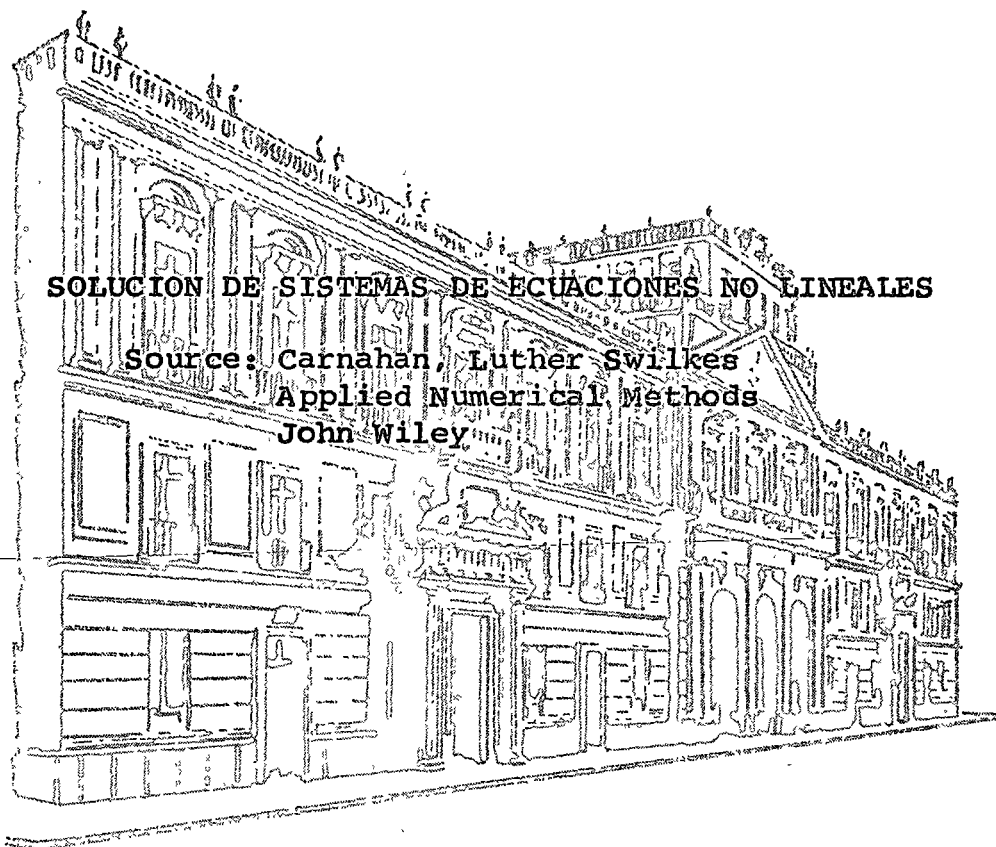 SOLUCION DE SISTEMAS DE ECUACIONES NO LINEALES
Source: Carnahan, Luther Swilkes
Applied Numerical Methods
John Wiley